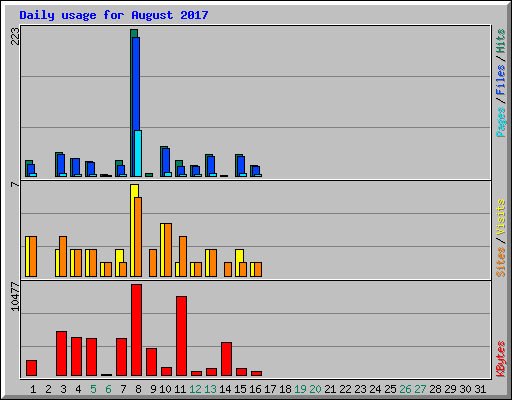 Daily usage for August 2017
223
7
10477
Pages / Files / Hits
Sites / Visits
KBytes
1 2 3 4 5 6 7 8 9 10 11 12 13 14 15 16 17 18 19 20 21 22 23 24 25 26 27 28 29 30 31